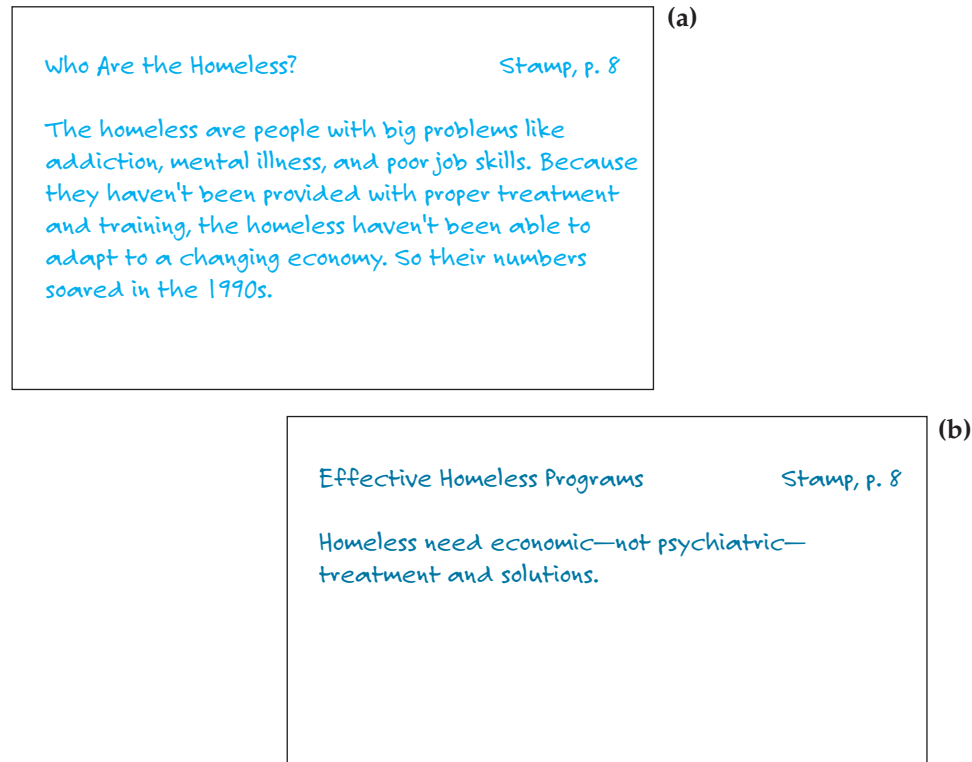 (a)
Who Are the Homeless? Stamp, p. 8
The homeless are people with big problems like
addiction, mental illness, and poor job skills. Because
they haven't been provided with proper treatment
and training, the homeless haven't been able to
adapt to a changing economy. So their numbers
soared in the 1990s.
(b)
Effective Homeless Programs Stamp, p. 8
Homeless need economic—not psychiatric—
treatment and solutions.